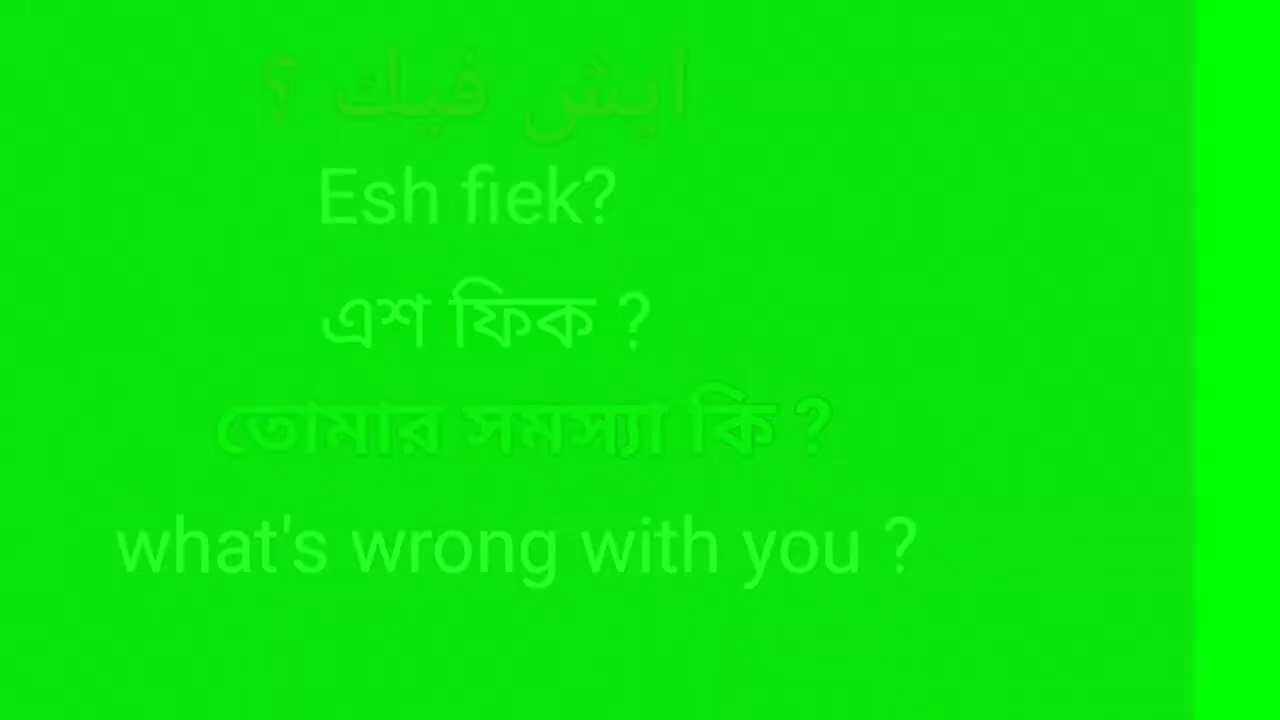 ايش فيك ؟
Esh fiek?
এশ ফিক ?
তোমার সমস্যা কি ?
what's wrong with you ?